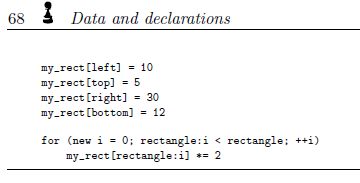 68 Data and declarations
my_rect[left] = 10
my_rect[top] = 5
my_rect[right] = 30
my_rect[bottom] = 12
for (new i = 0; rectangle:i < rectangle; ++i)
my_rect[rectangle:i] *= 2